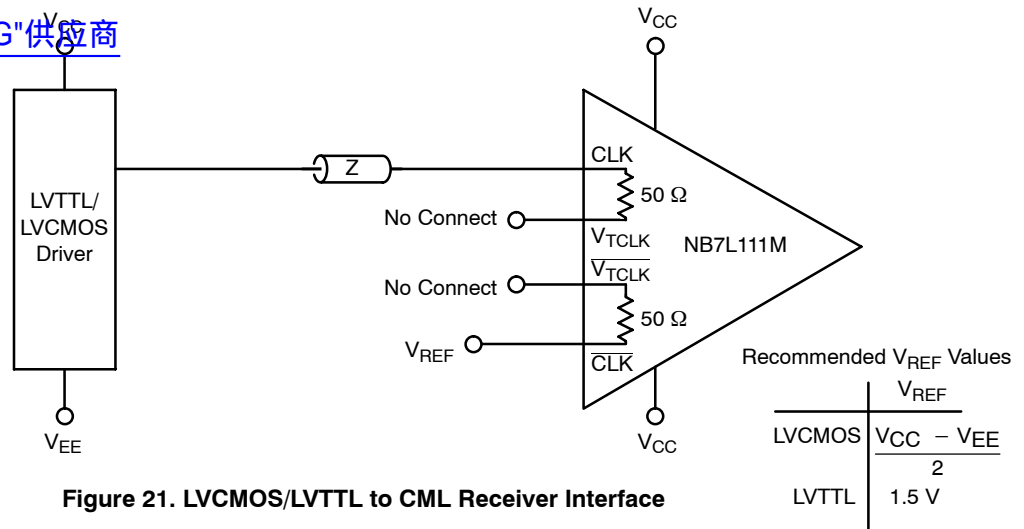 VCC
G"供应商
VCC
LVTTL/
LVCMOS
Driver
Z
CLK
50 Ω
No Connect
VTCLK
NB7L111M
VTCLK
No Connect
50 Ω
VREF
CLK
VEE
VCC
Recommended VREF Values
VREF
LVCMOS VCC – VEE
2
LVTTL 1.5 V
Figure 21. LVCMOS/LVTTL to CML Receiver Interface